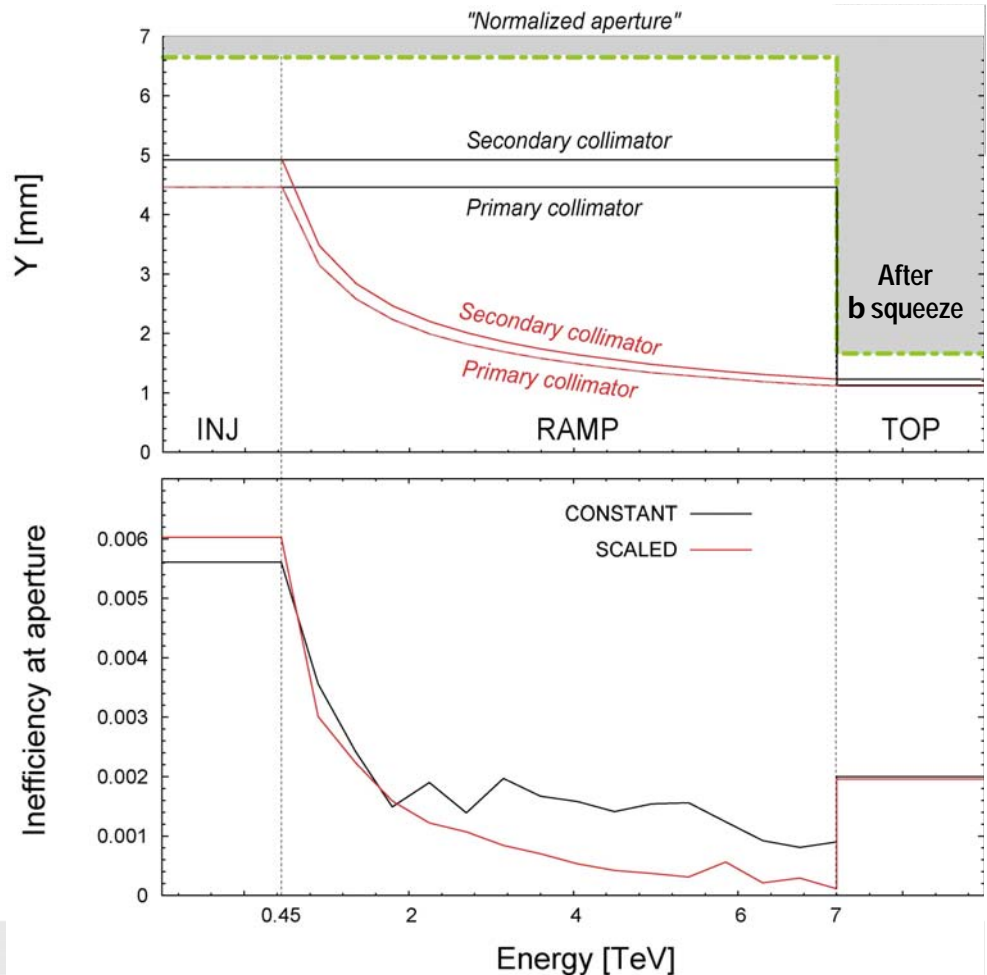 "Normalized aperture"
7
6
5
4
3
2
1
0
Y [mm]
Secondary collimator
Primary collimator
Secondary collimator
Primary collimator
After
b squeeze
INJ
RAMP
TOP
CONSTANT
SCALED
0.006
0.005
0.004
0.003
0.002
0.001
0
Inefficiency at aperture
0.45
2
4
6
7
Energy [TeV]